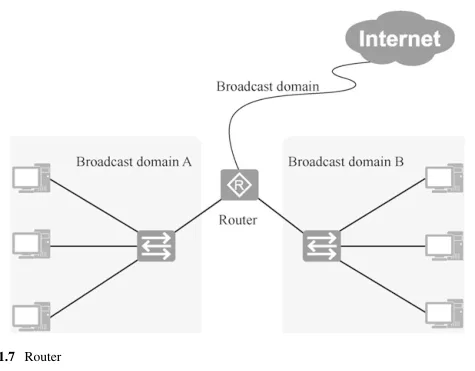 Internet
Broadcast domain
Broadcast domain A
Broadcast domain B
R
Router
1.7 Router